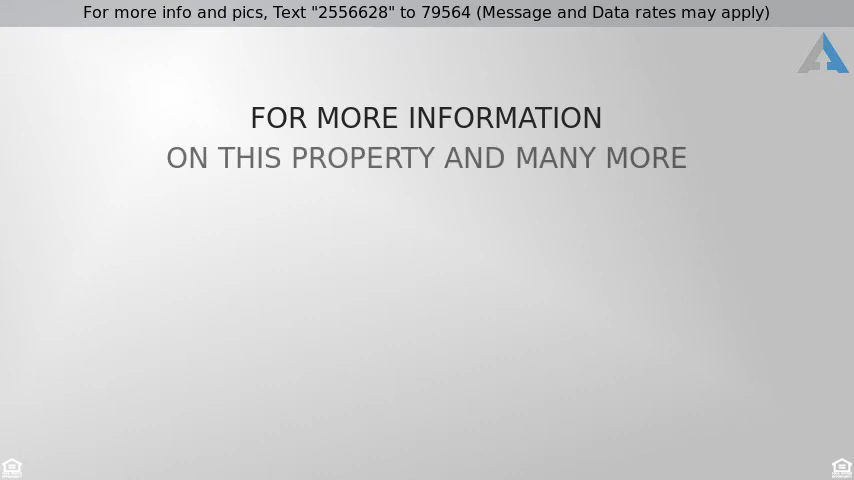 For more info and pics, Text "2556628" to 79564 (Message and Data rates may apply)
FOR MORE INFORMATION
ON THIS PROPERTY AND MANY MORE